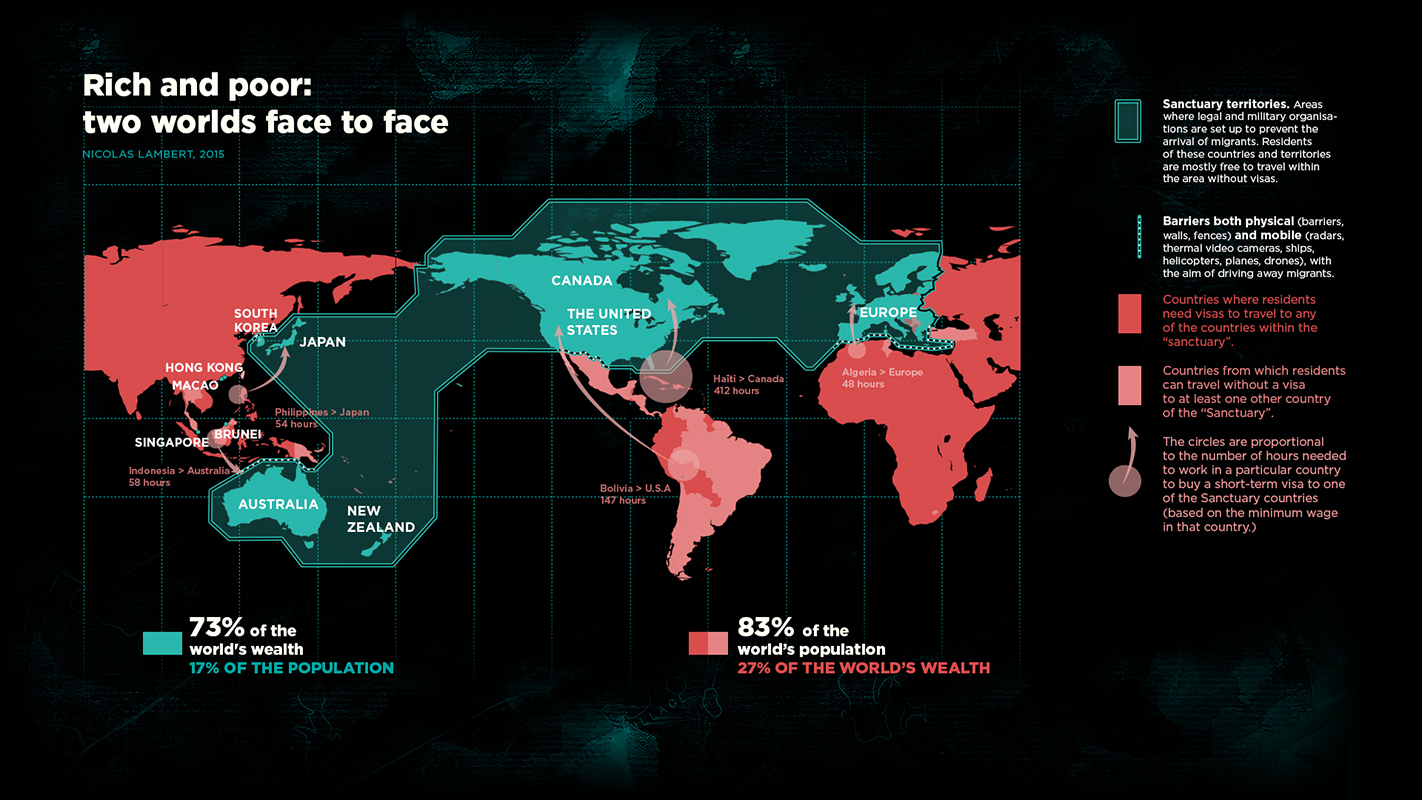 Rich and poor:
two worlds face to face
NICOLAS LAMBERT, 2015
Sanctuary territories. Areas
where legal and military organisa-
tions are set up to prevent the
arrival of migrants. Residents
of these countries and territories
are mostly free to travel within
the area without visas.
Barriers both physical (barriers,
walls, fences) and mobile (radars,
thermal video cameras, ships,
helicopters, planes, drones), with
the aim of driving away migrants.
Countries where residents
need visas to travel to any
of the countries within the
“sanctuary”.
Countries from which residents
can travel without a visa
to at least one other country
of the “Sanctuary”.
The circles are proportional
to the number of hours needed
to work in a particular country
to buy a short-term visa to one
of the Sanctuary countries
(based on the minimum wage
in that country.)
CANADA
THE UNITED
STATES
EUROPE
SOUTH
KOREA
JAPAN
HONG KONG
MACAO
SINGAPORE
BRUNEI
AUSTRALIA
NEW
ZEALAND
Philippines > Japan
54 hours
Indonesia > Australia
58 hours
Haïti > Canada
412 hours
Algeria > Europe
48 hours
Bolivia > U.S.A
147 hours
73% of the
world's wealth
17% OF THE POPULATION
83% of the
world’s population
27% OF THE WORLD’S WEALTH